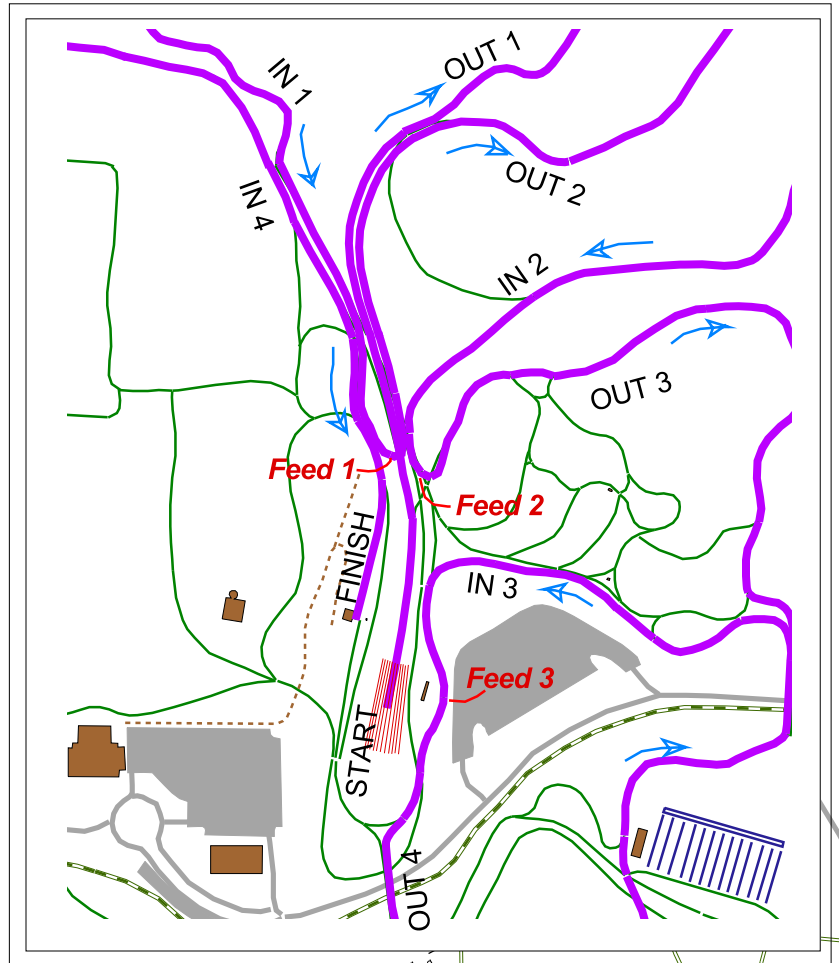 OUT 1
IN 1
OUT 2
IN 4
IN 2
OUT 3
Feed 1
Feed 2
FINISH
IN 3
Feed 3
START
OUT 4